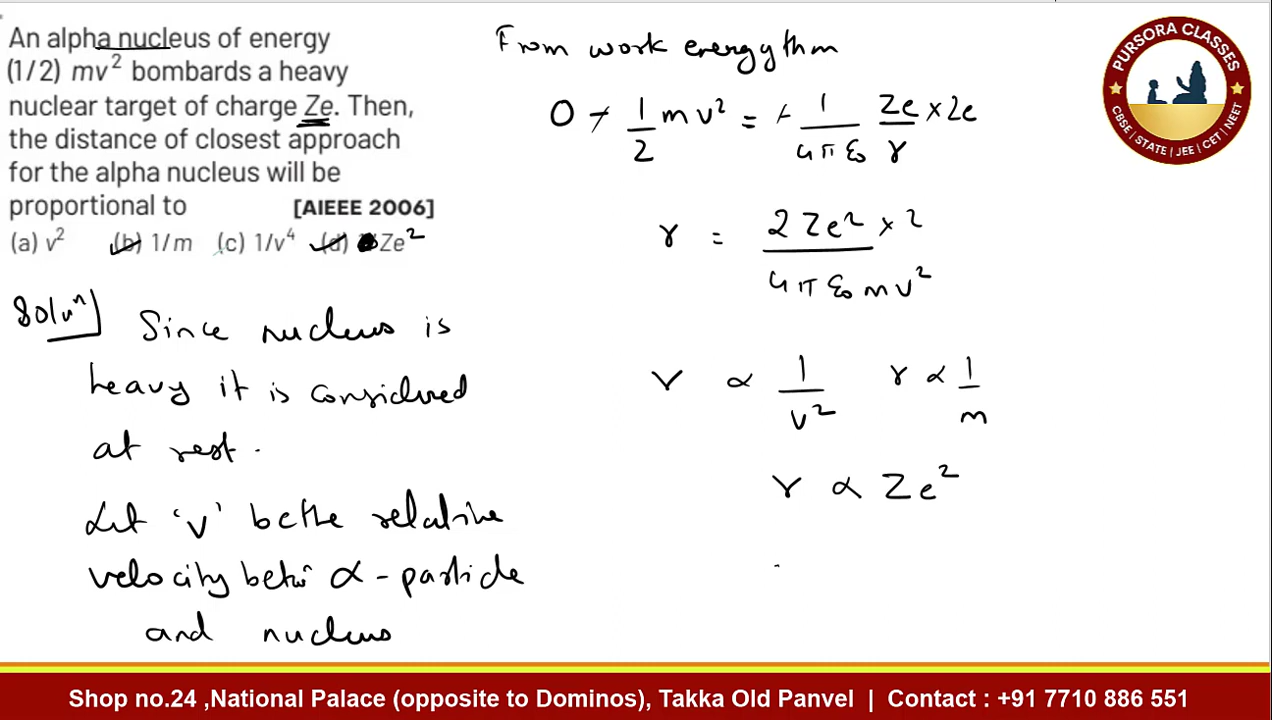 An alpha nucleus of energy
(1/2) mv² bombards a heavy
nuclear target of charge Ze. Then,
the distance of closest approach
for the alpha nucleus will be
proportional to [AIEEE 2006]
(a) v² (b) 1/m (c) 1/v⁴ (d) Ze²
Solvⁿ]
Since nucleus is
heavy it is considered
at rest.
Let 'v' be the relative
velocity betwⁿ α - particle
and nucleus
From work energy thm
0 - 1/2 mv² = - 1/4πε₀ Ze/r × 2e
r = 2Ze² × 2 / 4πε₀mv²
r ∝ 1/v² r ∝ 1/m
r ∝ Ze²
PURSORA CLASSES
CBSE | STATE | JEE | CET | NEET
Shop no.24 ,National Palace (opposite to Dominos), Takka Old Panvel | Contact : +91 7710 886 551